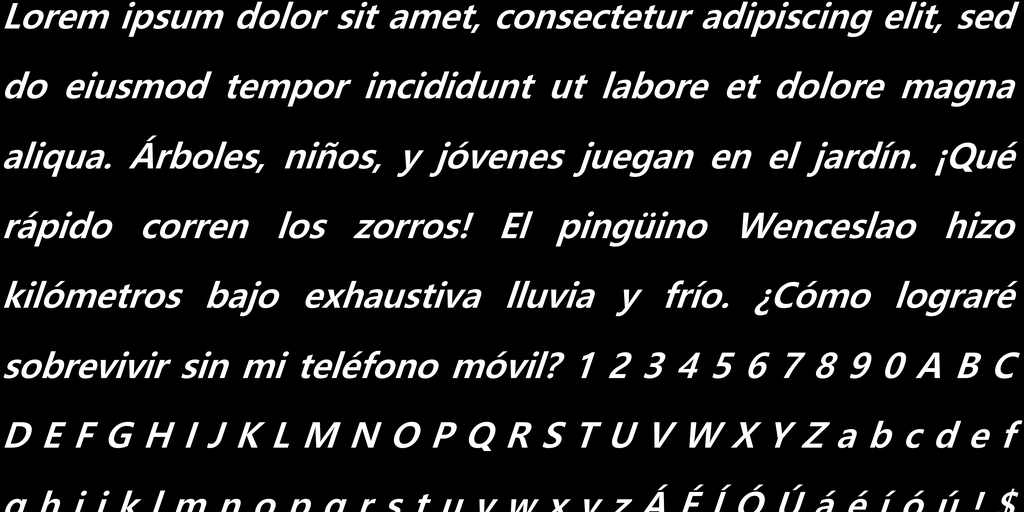 Lorem ipsum dolor sit amet, consectetur adipiscing elit, sed
do eiusmod tempor incididunt ut labore et dolore magna
aliqua. Árboles, niños, y jóvenes juegan en el jardín. ¡Qué
rápido corren los zorros! El pingüino Wenceslao hizo
kilómetros bajo exhaustiva lluvia y frío. ¿Cómo lograré
sobrevivir sin mi teléfono móvil? 1 2 3 4 5 6 7 8 9 0 A B C
D E F G H I J K L M N O P Q R S T U V W X Y Z a b c d e f
g h i j k l m n o p q r s t u v w x y z Á É Í Ó Ú á é í ó ú ! $